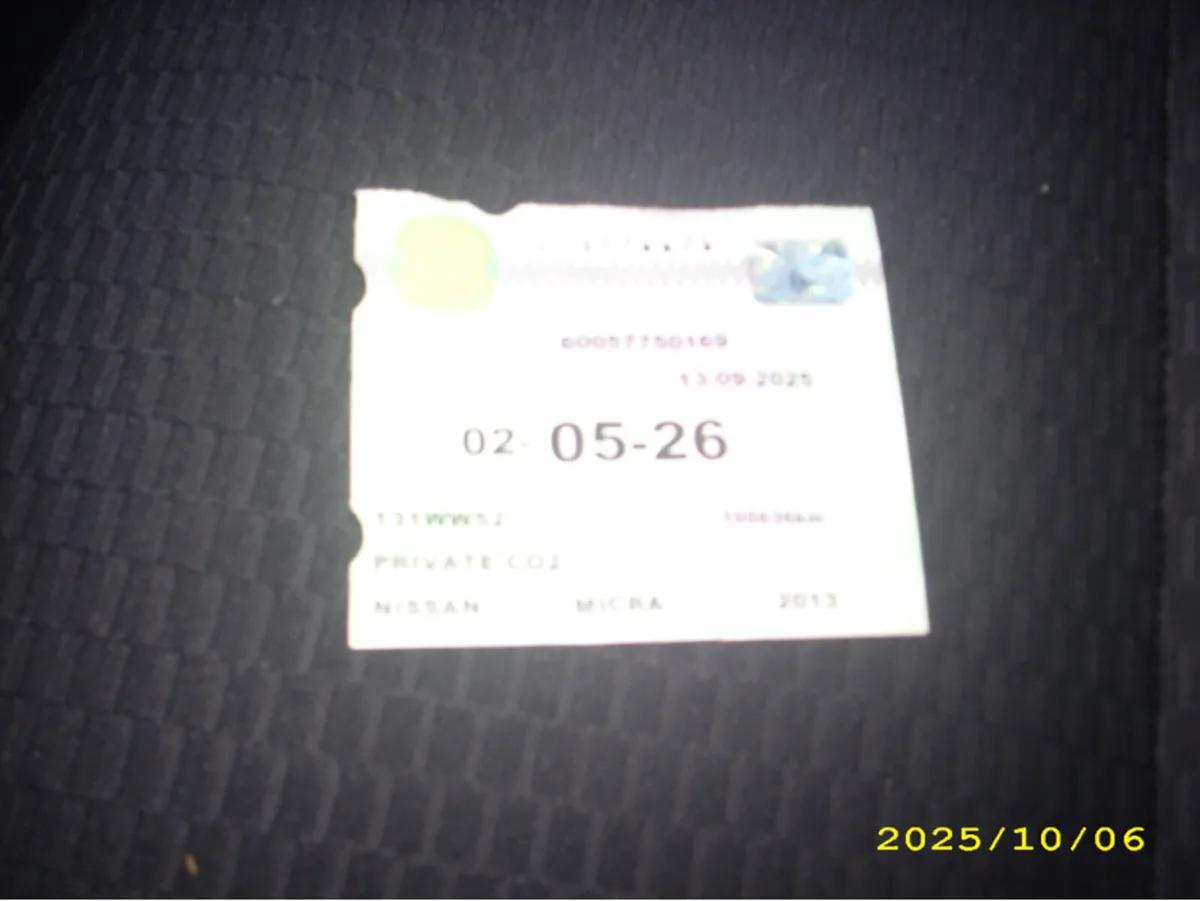 60057750169
13-09-2025
02- 05-26
131WW52
PRIVATE CO2
NISSAN MICRA 2013
2025/10/06